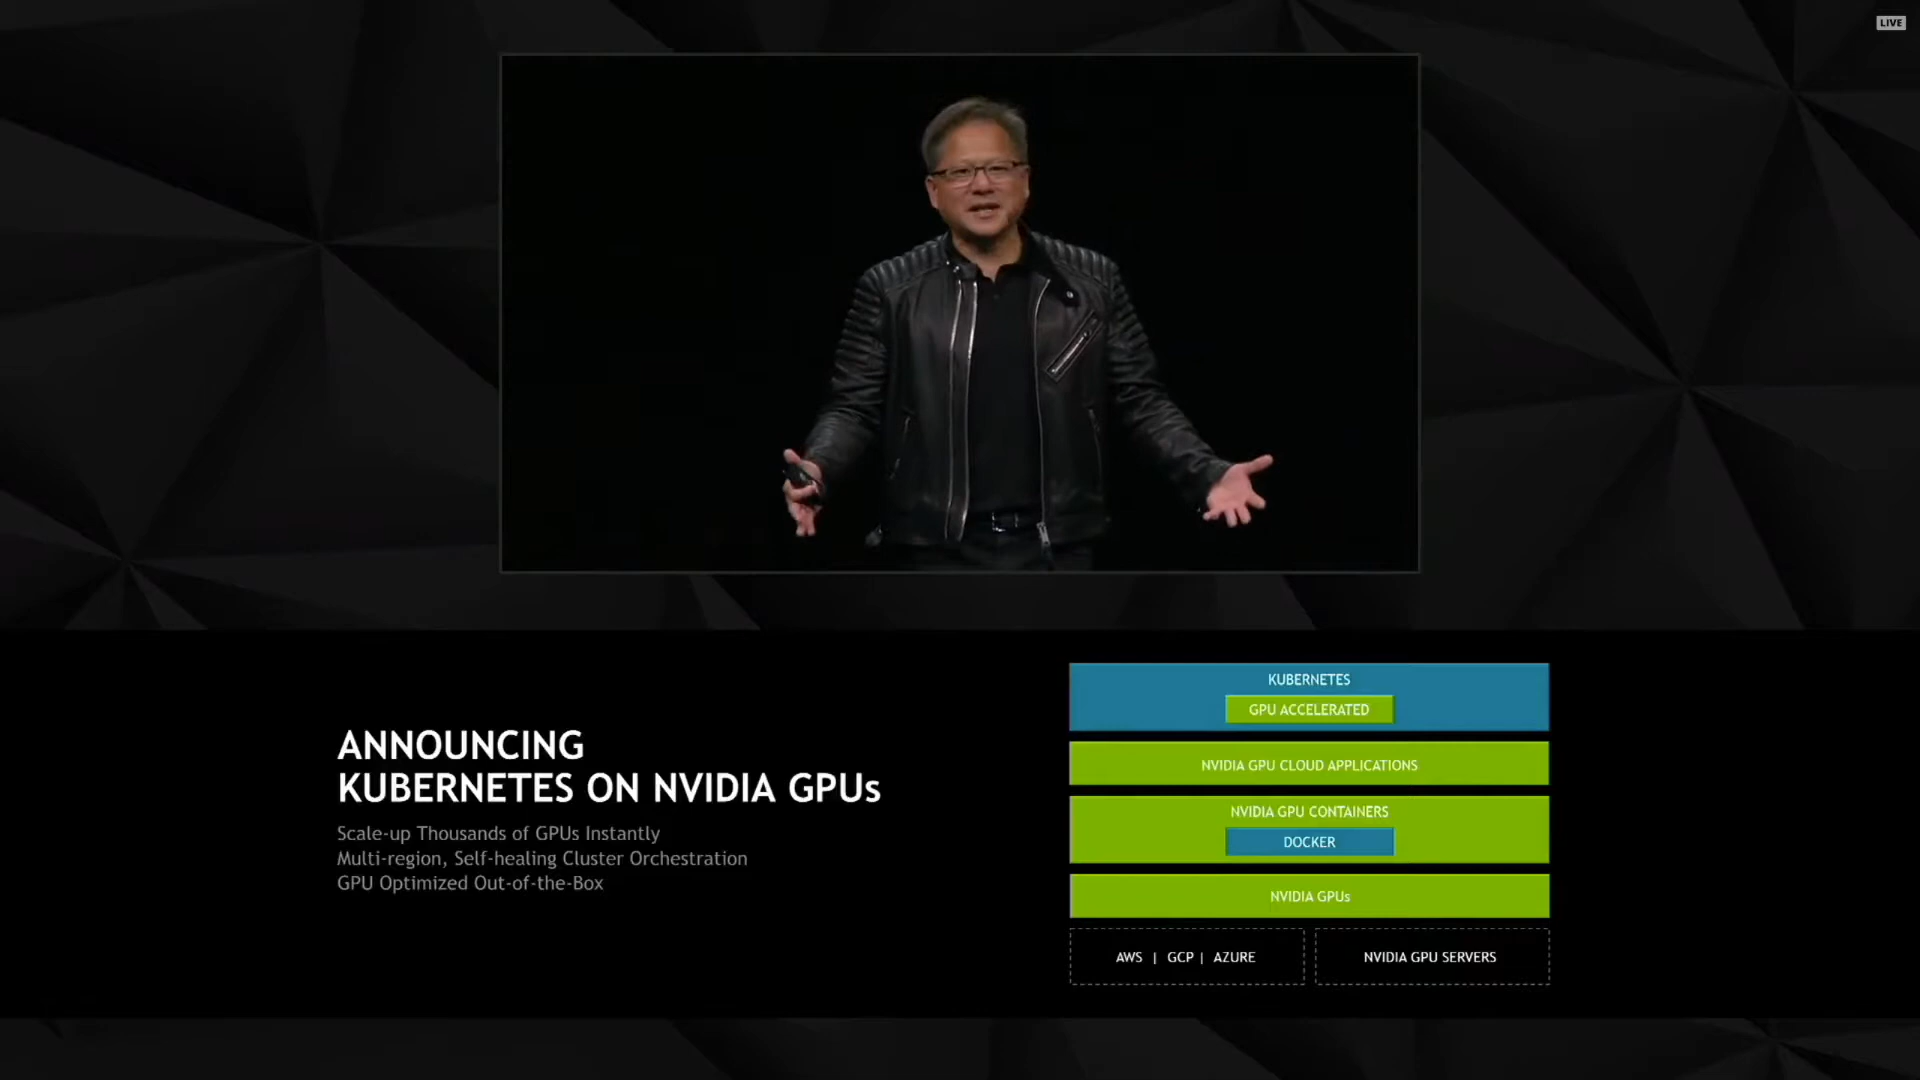 LIVE
ANNOUNCING
KUBERNETES ON NVIDIA GPUs
Scale-up Thousands of GPUs Instantly
Multi-region, Self-healing Cluster Orchestration
GPU Optimized Out-of-the-Box
KUBERNETES
GPU ACCELERATED
NVIDIA GPU CLOUD APPLICATIONS
NVIDIA GPU CONTAINERS
DOCKER
NVIDIA GPUs
AWS | GCP | AZURE
NVIDIA GPU SERVERS